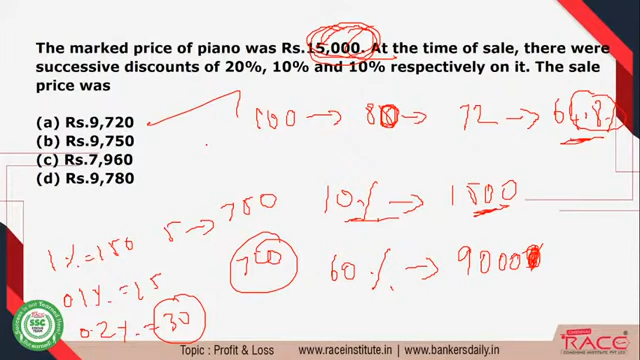 The marked price of piano was Rs.15,000. At the time of sale, there were
successive discounts of 20%, 10% and 10% respectively on it. The sale
price was
(a) Rs.9,720
(b) Rs.9,750
(c) Rs.7,960
(d) Rs.9,780
100 → 80 → 72 → 64.8
10% → 1500
5 → 750
60% → 9000
1% = 150
0.1% = 15
0.2% = 30
RACE
SSC
Topic : Profit & Loss | www.raceinstitute.in | www.bankersdaily.in
RACE